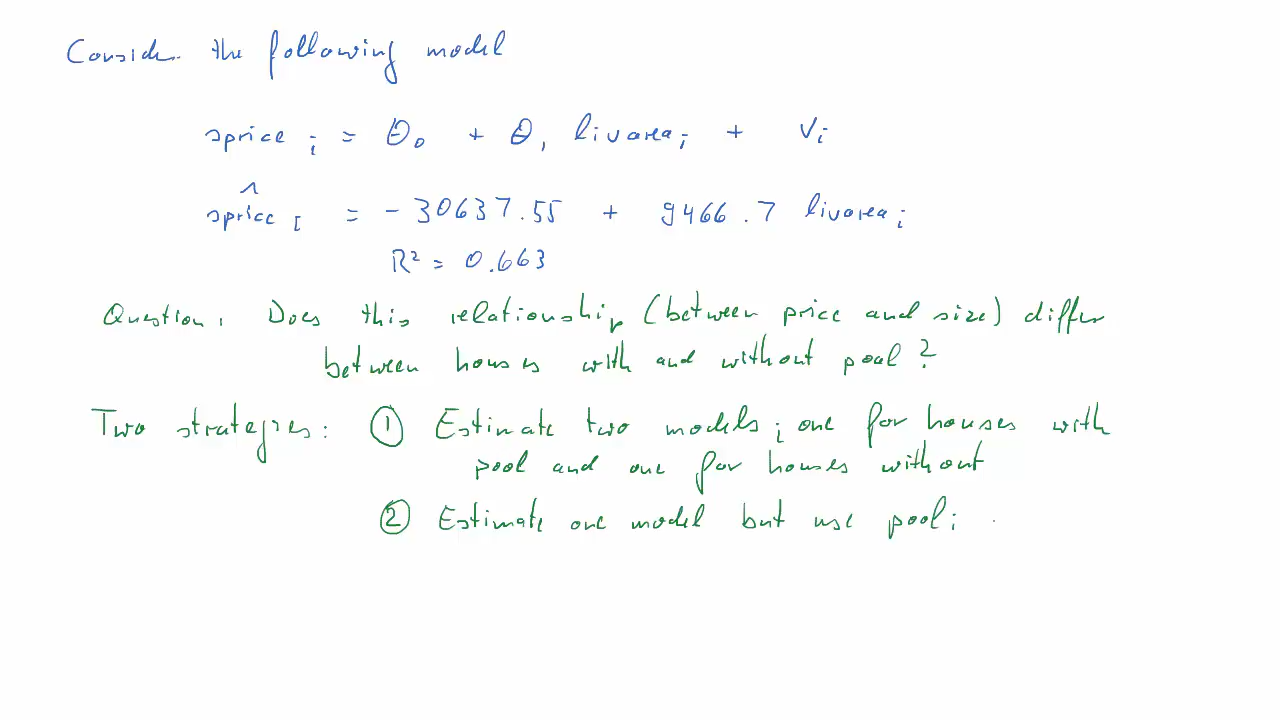 Consider the following model
sprice i = θ0 + θ1 livarea i + vi
^
sprice i = - 30637.55 + 9466.7 livarea i
R² = 0.663
Question: Does this relationship (between price and size) differ
between houses with and without pool?
Two strategies: ① Estimate two models; one for houses with
pool and one for houses without
② Estimate one model but use pool i